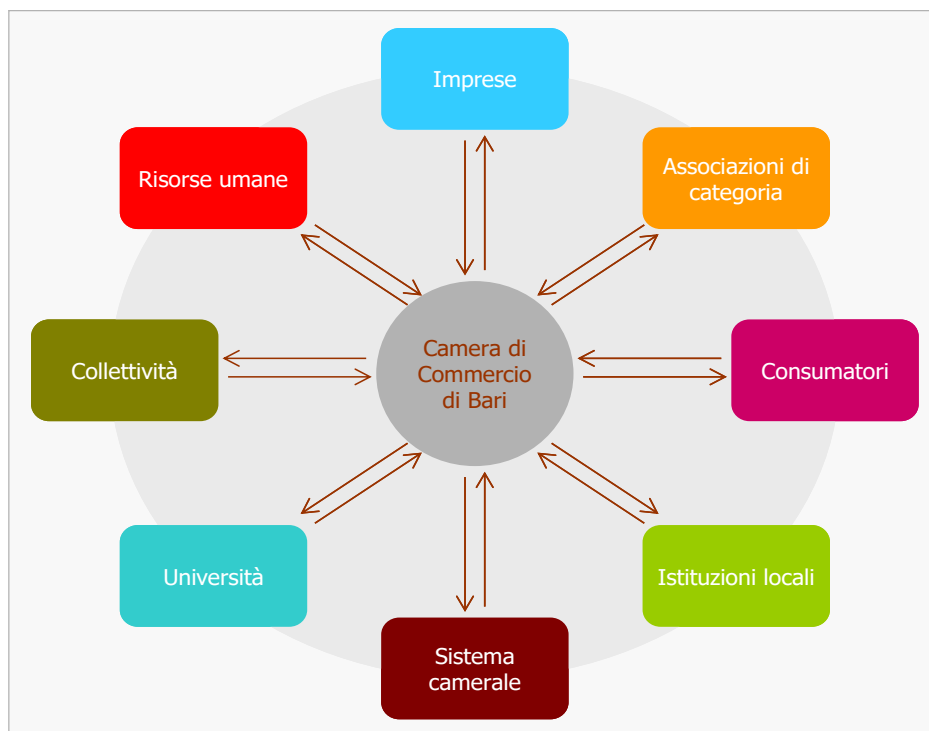 Imprese
Risorse umane
Associazioni di
categoria
Collettività
Camera di
Commercio
di Bari
Consumatori
Università
Istituzioni locali
Sistema
camerale